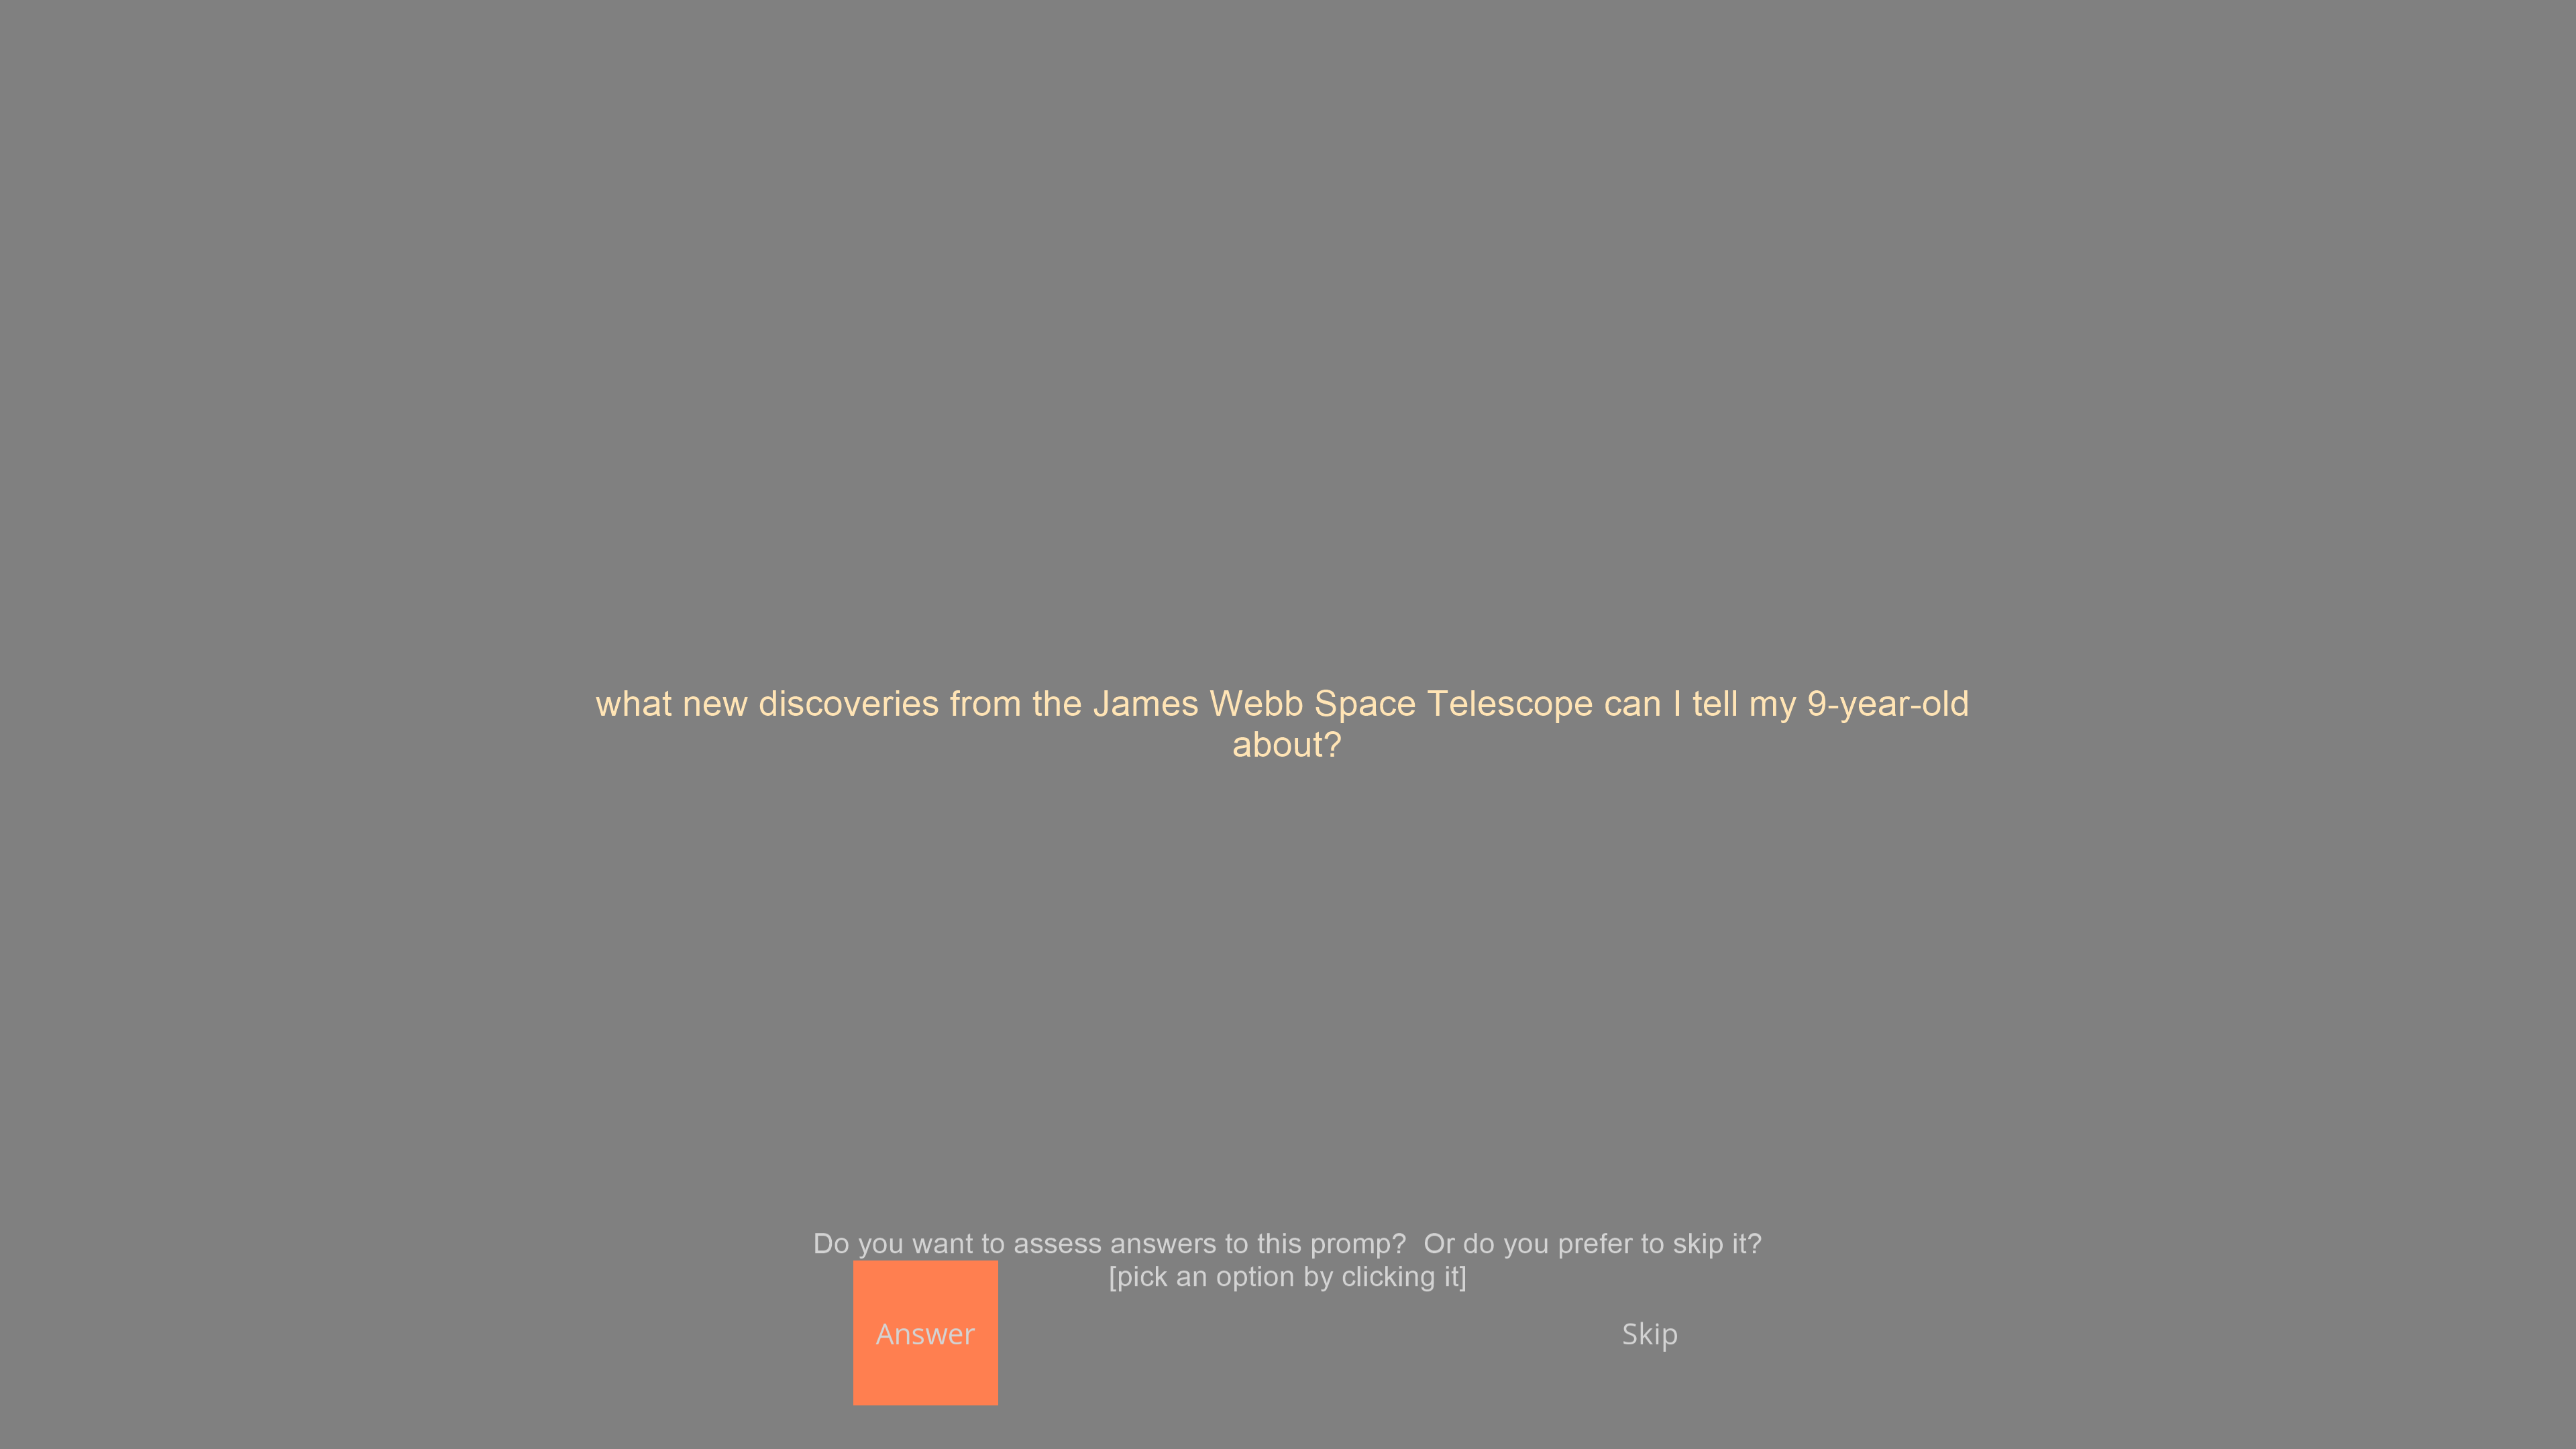 what new discoveries from the James Webb Space Telescope can I tell my 9-year-old
about?
Do you want to assess answers to this promp?  Or do you prefer to skip it?
[pick an option by clicking it]
Answer
Skip